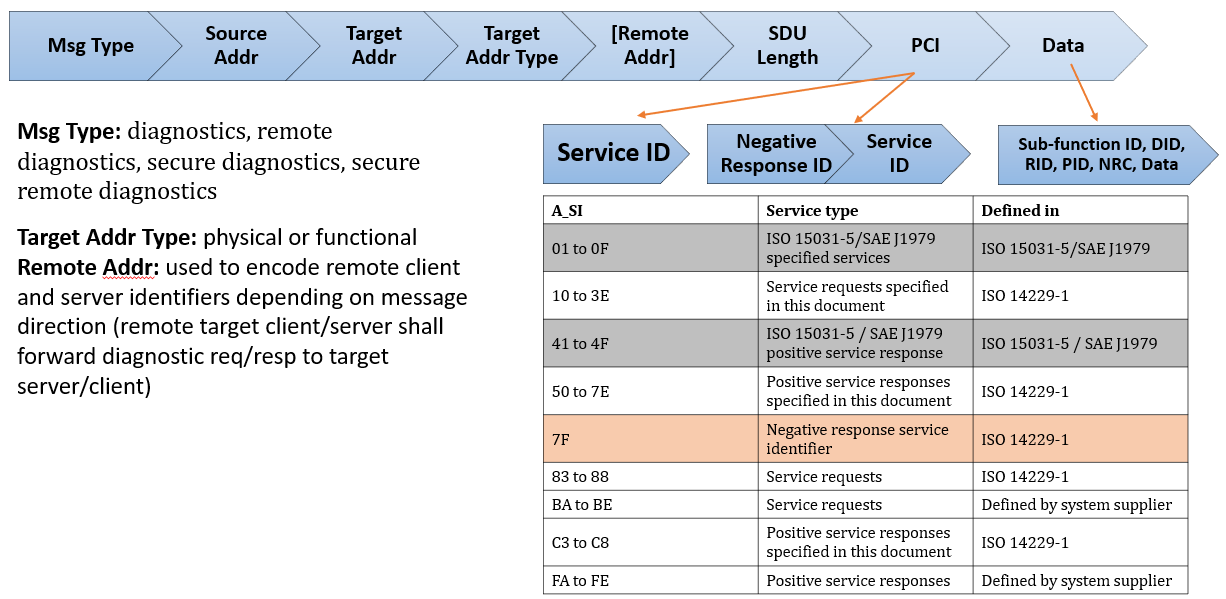 Msg Type
Source
Addr
Target
Addr
Target
Addr Type
[Remote
Addr]
SDU
Length
PCI
Data
Msg Type: diagnostics, remote
diagnostics, secure diagnostics, secure
remote diagnostics
Target Addr Type: physical or functional
Remote Addr: used to encode remote client
and server identifiers depending on message
direction (remote target client/server shall
forward diagnostic req/resp to target
server/client)
Service ID
Negative
Response ID
Service
ID
Sub-function ID, DID,
RID, PID, NRC, Data
A_SI
Service type
Defined in
01 to 0F
ISO 15031-5/SAE J1979
specified services
ISO 15031-5/SAE J1979
10 to 3E
Service requests specified
in this document
ISO 14229-1
41 to 4F
ISO 15031-5 / SAE J1979
positive service response
ISO 15031-5 / SAE J1979
50 to 7E
Positive service responses
specified in this document
ISO 14229-1
7F
Negative response service
identifier
ISO 14229-1
83 to 88
Service requests
ISO 14229-1
BA to BE
Service requests
Defined by system supplier
C3 to C8
Positive service responses
specified in this document
ISO 14229-1
FA to FE
Positive service responses
Defined by system supplier